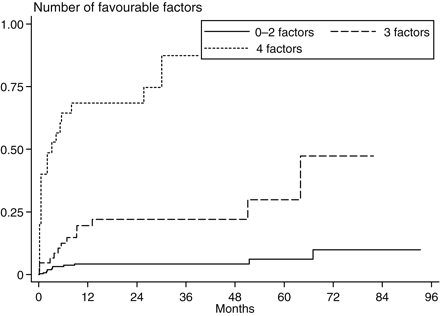 Number of favourable factors
1.00
0–2 factors
3 factors
4 factors
0.75
0.50
0.25
0
0 12 24 36 48 60 72 84 96
Months